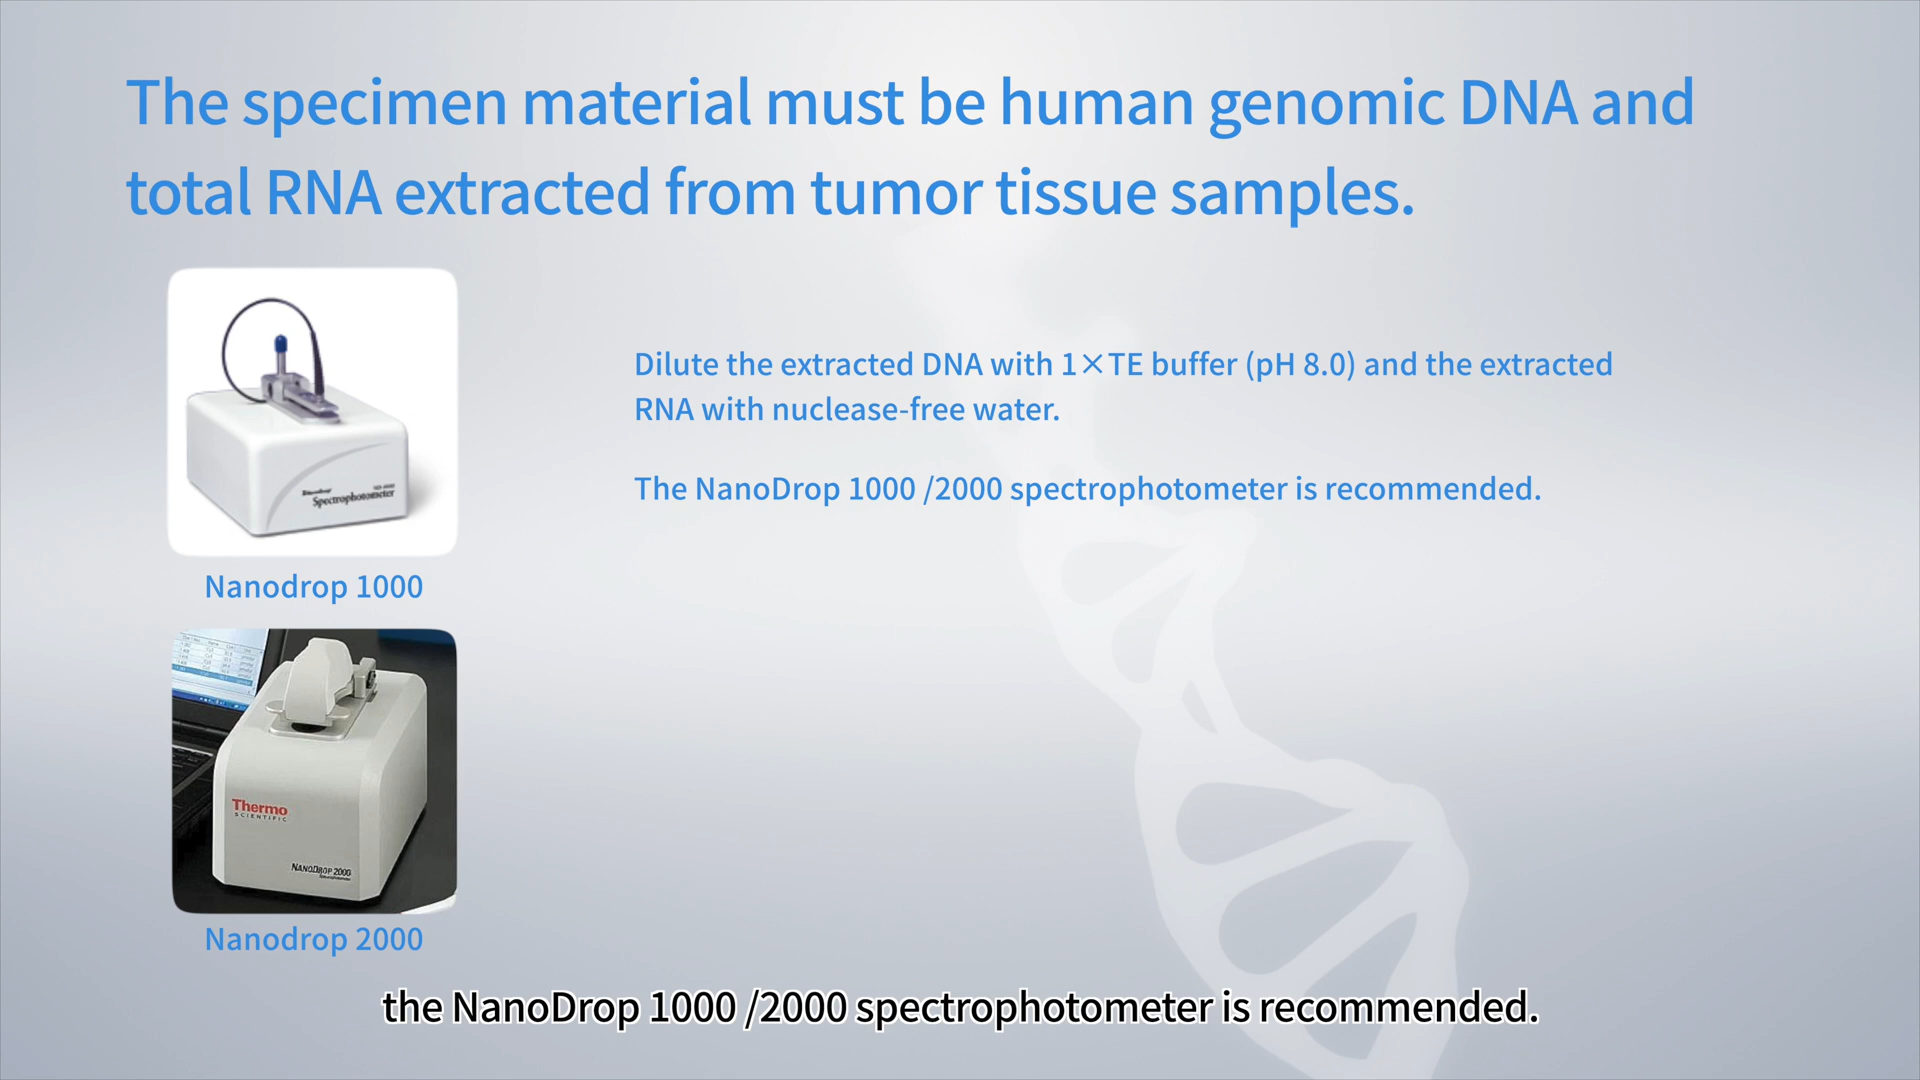 The specimen material must be human genomic DNA and
total RNA extracted from tumor tissue samples.
Spectrophotometer
Nanodrop 1000
Dilute the extracted DNA with 1×TE buffer (pH 8.0) and the extracted
RNA with nuclease-free water.
The NanoDrop 1000 /2000 spectrophotometer is recommended.
Thermo
SCIENTIFIC
NANODROP 2000
Nanodrop 2000
the NanoDrop 1000 /2000 spectrophotometer is recommended.